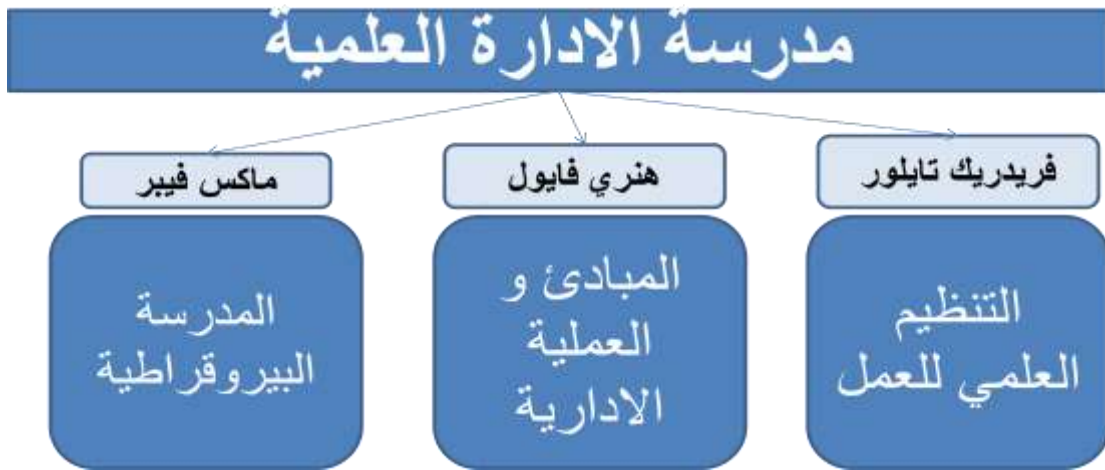 مدرسة الادارة العلمية
فريدريك تايلور
هنري فايول
ماكس فيبر
التنظيم
العلمي للعمل
المبادئ و
العملية
الادارية
المدرسة
البيروقراطية